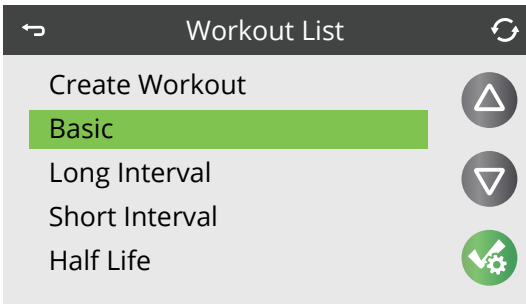 Workout List
Create Workout
Basic
Long Interval
Short Interval
Half Life